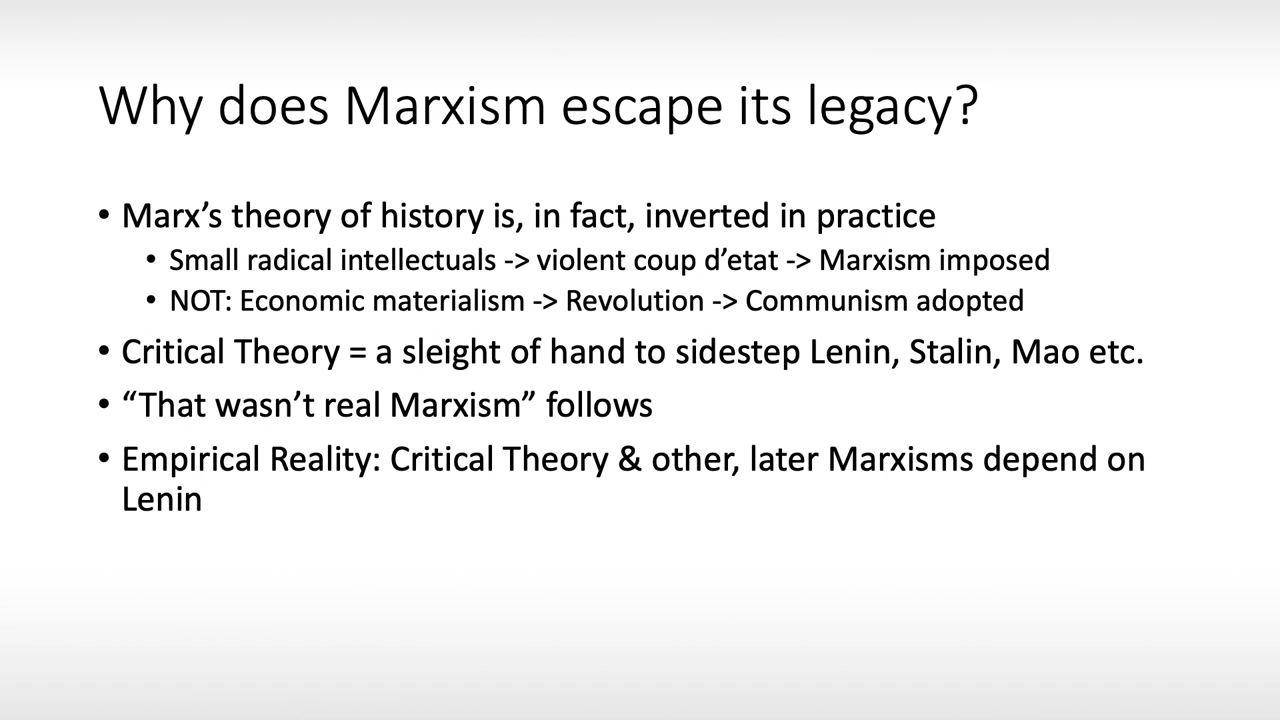 Why does Marxism escape its legacy?
• Marx’s theory of history is, in fact, inverted in practice
• Small radical intellectuals -> violent coup d’etat -> Marxism imposed
• NOT: Economic materialism -> Revolution -> Communism adopted
• Critical Theory = a sleight of hand to sidestep Lenin, Stalin, Mao etc.
• “That wasn’t real Marxism” follows
• Empirical Reality: Critical Theory & other, later Marxisms depend on
Lenin